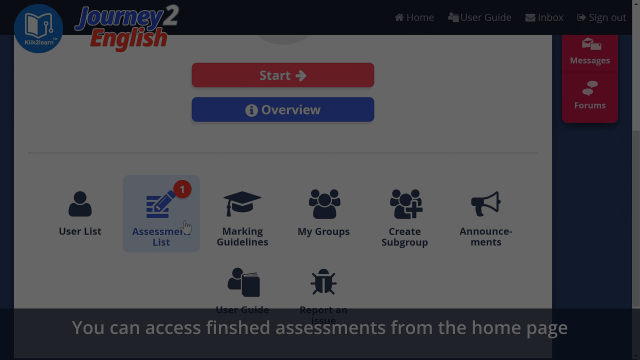 Journey 2
English
Klik2learn
Home
User Guide
Inbox
Sign out
Messages
Forums
Start
Overview
1
User List
Assessment
List
Marking
Guidelines
My Groups
Create
Subgroup
Announce-
ments
User Guide
Report an
issue
You can access finshed assessments from the home page